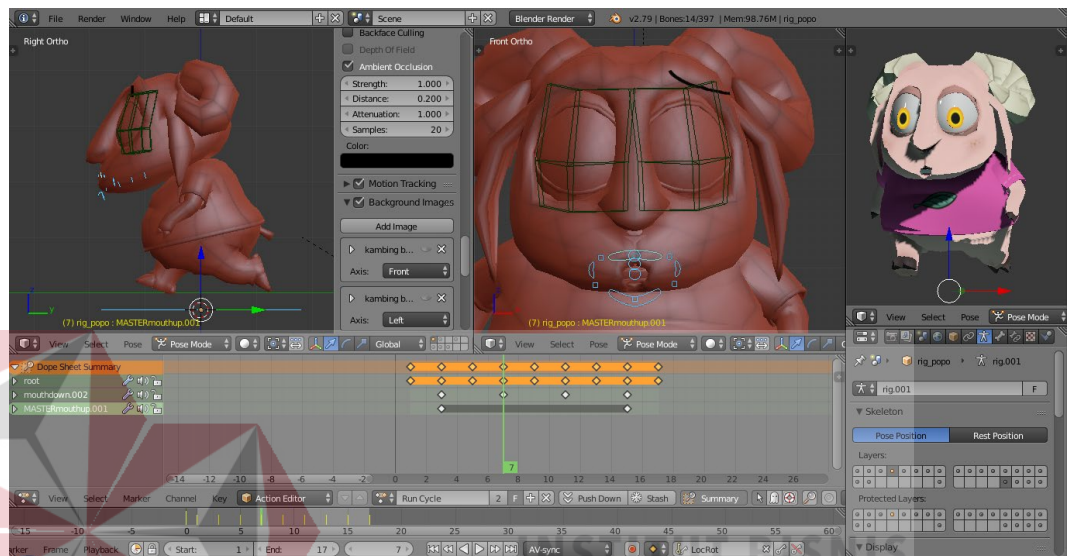 File Render Window Help Default Scene Blender Render v2.79 | Bones:14/397 | Mem:98.76M | rig_popo
Right Ortho
Backface Culling
Depth Of Field
Ambient Occlusion
Strength: 1.000
Distance: 0.200
Attenuation: 1.000
Samples: 20
Color:
Motion Tracking
Background Images
Add Image
kambing b...
Axis: Front
kambing b...
Axis: Left
(7) rig_popo : MASTERmouthup.001
View Select Pose Pose Mode Global
Front Ortho
(7) rig_popo : MASTERmouthup.001
View Select Pose Pose Mode Global
View Select Pose Pose Mode
Dope Sheet Summary
root
mouthdown.002
MASTERmouthup.001
7
-14 -12 -10 -8 -6 -4 -2 0 2 4 6 8 10 12 14 16 18 20 22 24 26
View Select Marker Channel Key Action Editor Run Cycle 2 F Push Down Stash Summary
-15 -10 -5 0 5 10 15 20 25 30 35 40 45 50 55 60
rker Frame Playback Start: 1 End: 17 7 AV-sync LocRot
rig_popo rig.001
rig.001 F
Skeleton
Pose Position Rest Position
Layers:
Protected Layers:
Display